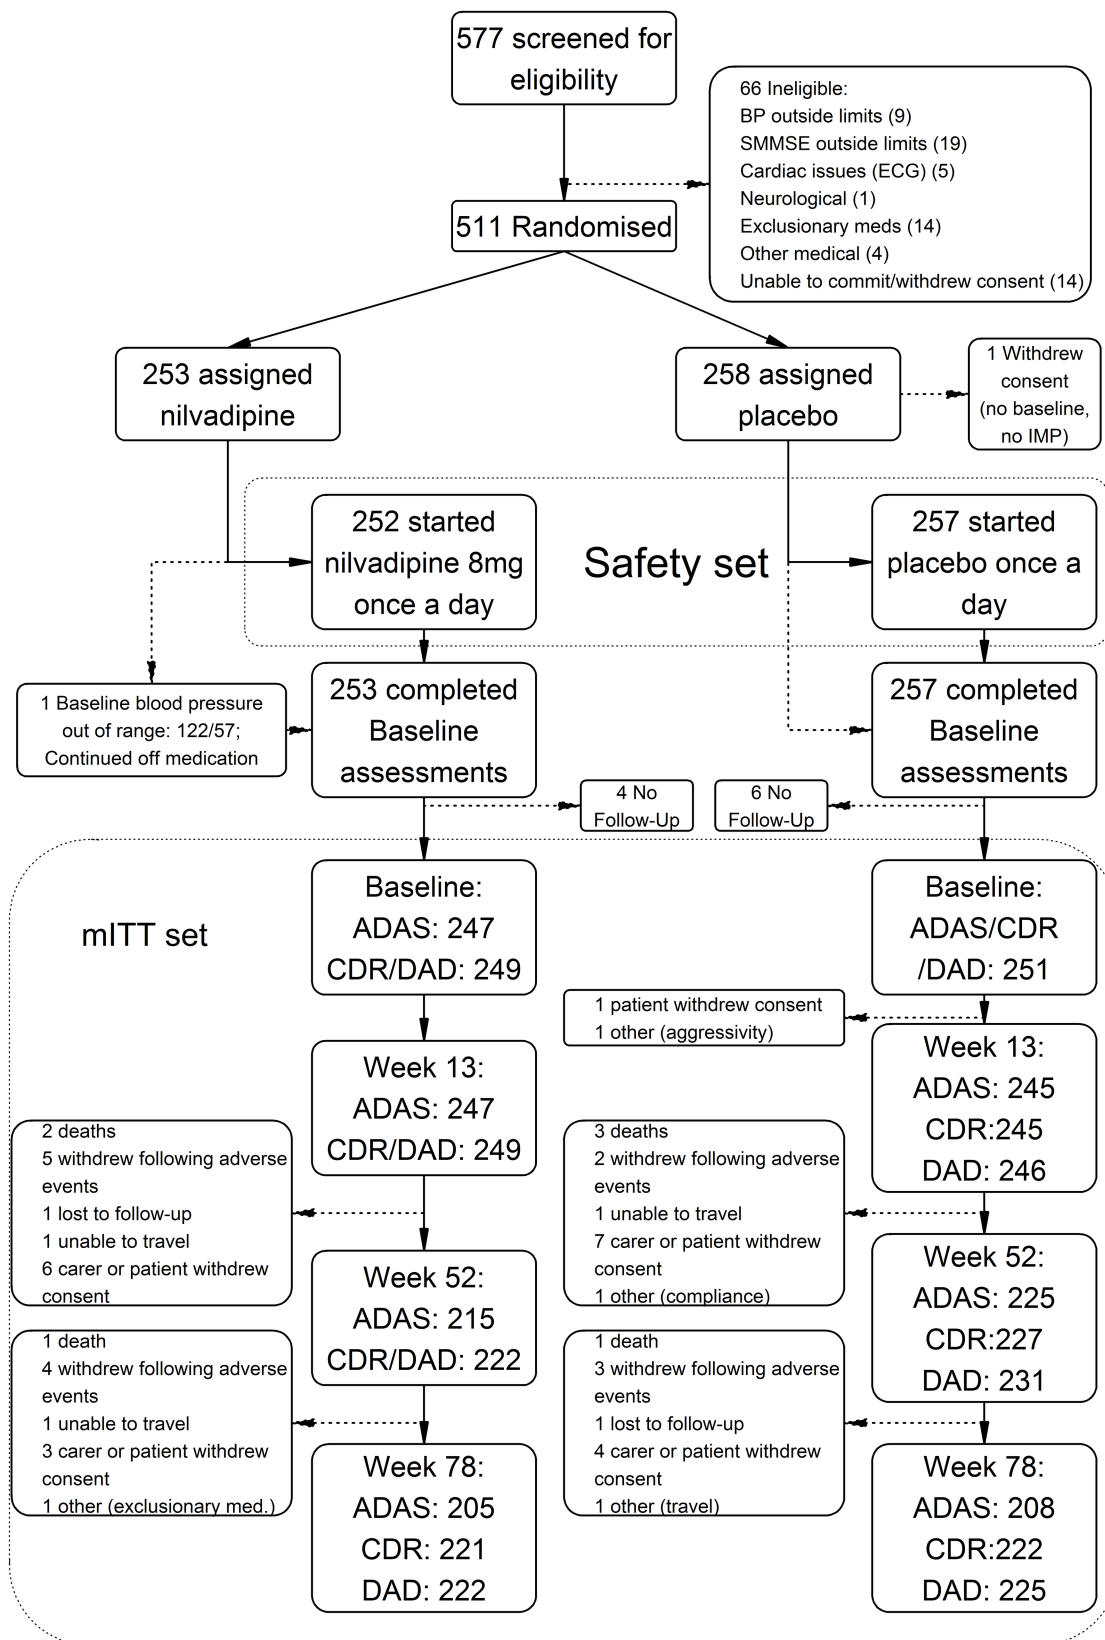 577 screened for
eligibility
66 Ineligible:
BP outside limits (9)
SMMSE outside limits (19)
Cardiac issues (ECG) (5)
Neurological (1)
Exclusionary meds (14)
Other medical (4)
Unable to commit/withdrew consent (14)
511 Randomised
253 assigned
nilvadipine
258 assigned
placebo
1 Withdrew
consent
(no baseline,
no IMP)
252 started
nilvadipine 8mg
once a day
Safety set
257 started
placebo once a
day
1 Baseline blood pressure
out of range: 122/57;
Continued off medication
253 completed
Baseline
assessments
257 completed
Baseline
assessments
4 No
Follow-Up
6 No
Follow-Up
mITT set
Baseline:
ADAS: 247
CDR/DAD: 249
Baseline:
ADAS/CDR
/DAD: 251
1 patient withdrew consent
1 other (aggressivity)
Week 13:
ADAS: 247
CDR/DAD: 249
Week 13:
ADAS: 245
CDR:245
DAD: 246
2 deaths
5 withdrew following adverse
events
1 lost to follow-up
1 unable to travel
6 carer or patient withdrew
consent
3 deaths
2 withdrew following adverse
events
1 unable to travel
7 carer or patient withdrew
consent
1 other (compliance)
Week 52:
ADAS: 215
CDR/DAD: 222
Week 52:
ADAS: 225
CDR:227
DAD: 231
1 death
4 withdrew following adverse
events
1 unable to travel
3 carer or patient withdrew
consent
1 other (exclusionary med.)
1 death
3 withdrew following adverse
events
1 lost to follow-up
4 carer or patient withdrew
consent
1 other (travel)
Week 78:
ADAS: 205
CDR: 221
DAD: 222
Week 78:
ADAS: 208
CDR:222
DAD: 225